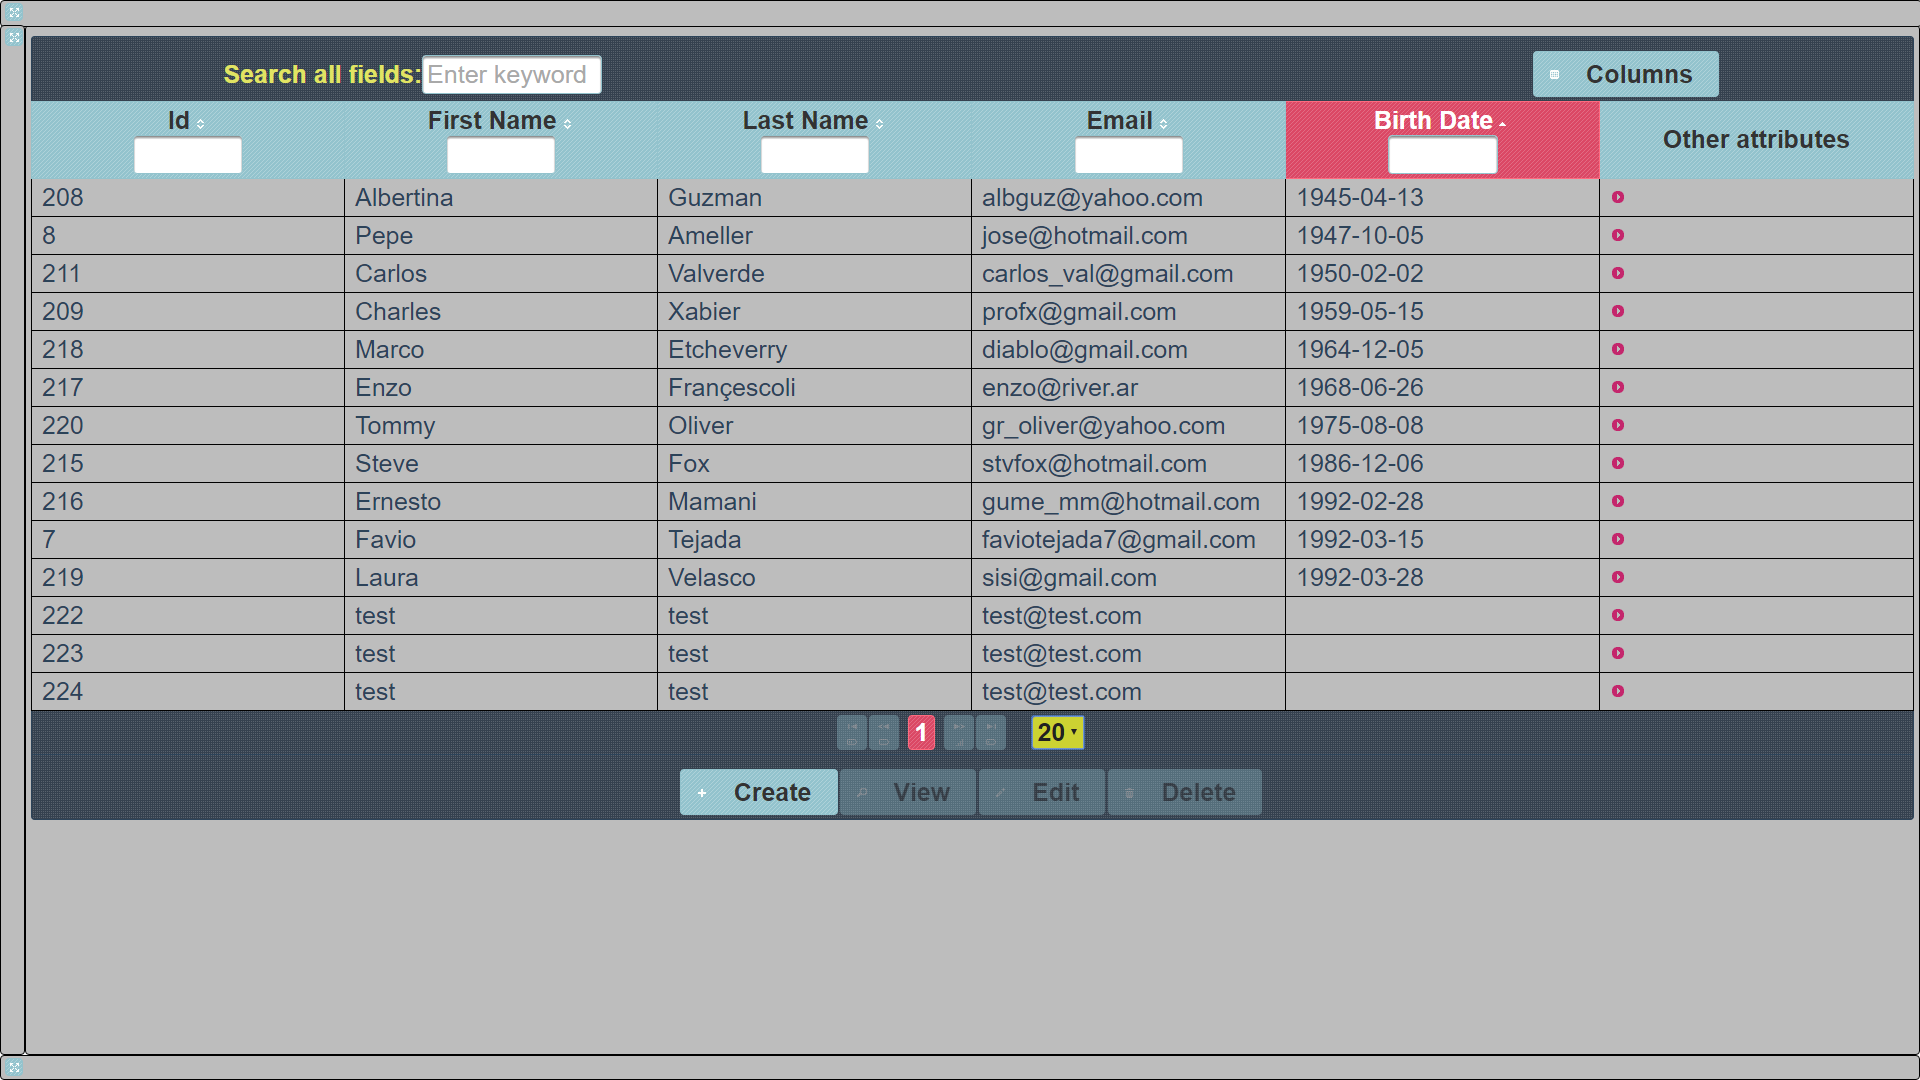 Search all fields: Enter keyword Columns
Id First Name Last Name Email Birth Date Other attributes
208 Albertina Guzman albguz@yahoo.com 1945-04-13
8 Pepe Ameller jose@hotmail.com 1947-10-05
211 Carlos Valverde carlos_val@gmail.com 1950-02-02
209 Charles Xabier profx@gmail.com 1959-05-15
218 Marco Etcheverry diablo@gmail.com 1964-12-05
217 Enzo Françescoli enzo@river.ar 1968-06-26
220 Tommy Oliver gr_oliver@yahoo.com 1975-08-08
215 Steve Fox stvfox@hotmail.com 1986-12-06
216 Ernesto Mamani gume_mm@hotmail.com 1992-02-28
7 Favio Tejada faviotejada7@gmail.com 1992-03-15
219 Laura Velasco sisi@gmail.com 1992-03-28
222 test test test@test.com
223 test test test@test.com
224 test test test@test.com
1 20
Create View Edit Delete